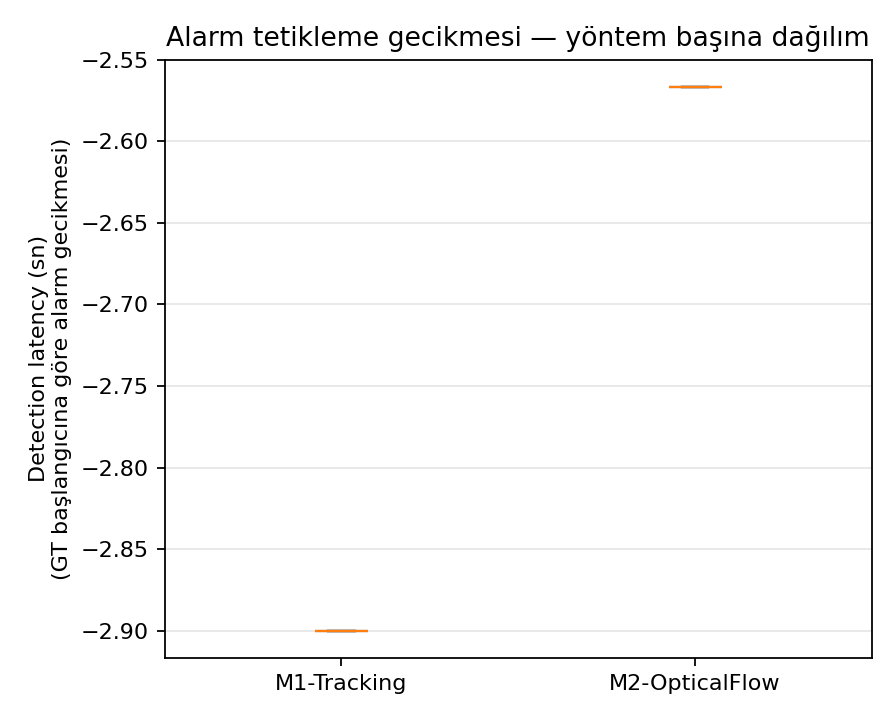 Alarm tetikleme gecikmesi — yöntem başına dağılım
Detection latency (sn)
(GT başlangıcına göre alarm gecikmesi)
−2.55
−2.60
−2.65
−2.70
−2.75
−2.80
−2.85
−2.90
M1-Tracking
M2-OpticalFlow